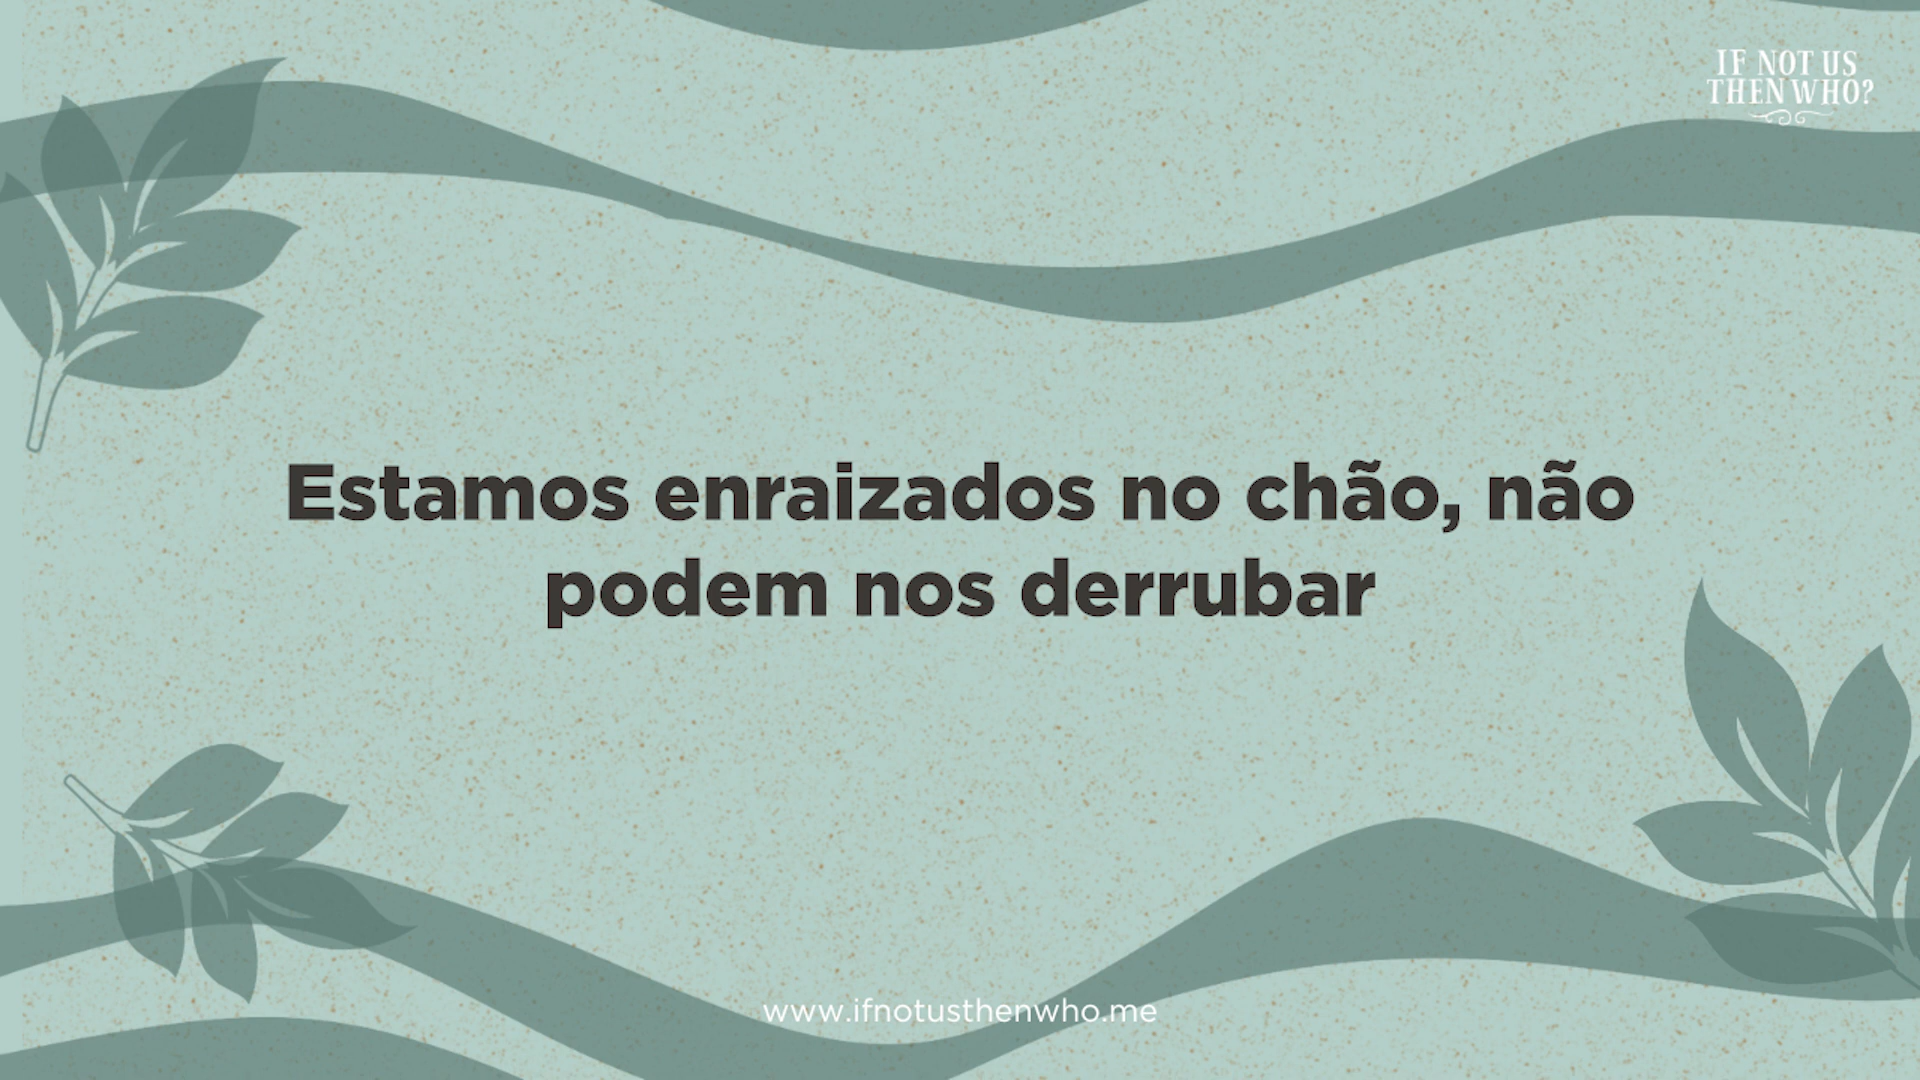 IF NOT US
THEN WHO?
Estamos enraizados no chão, não
podem nos derrubar
www.ifnotusthenwho.me